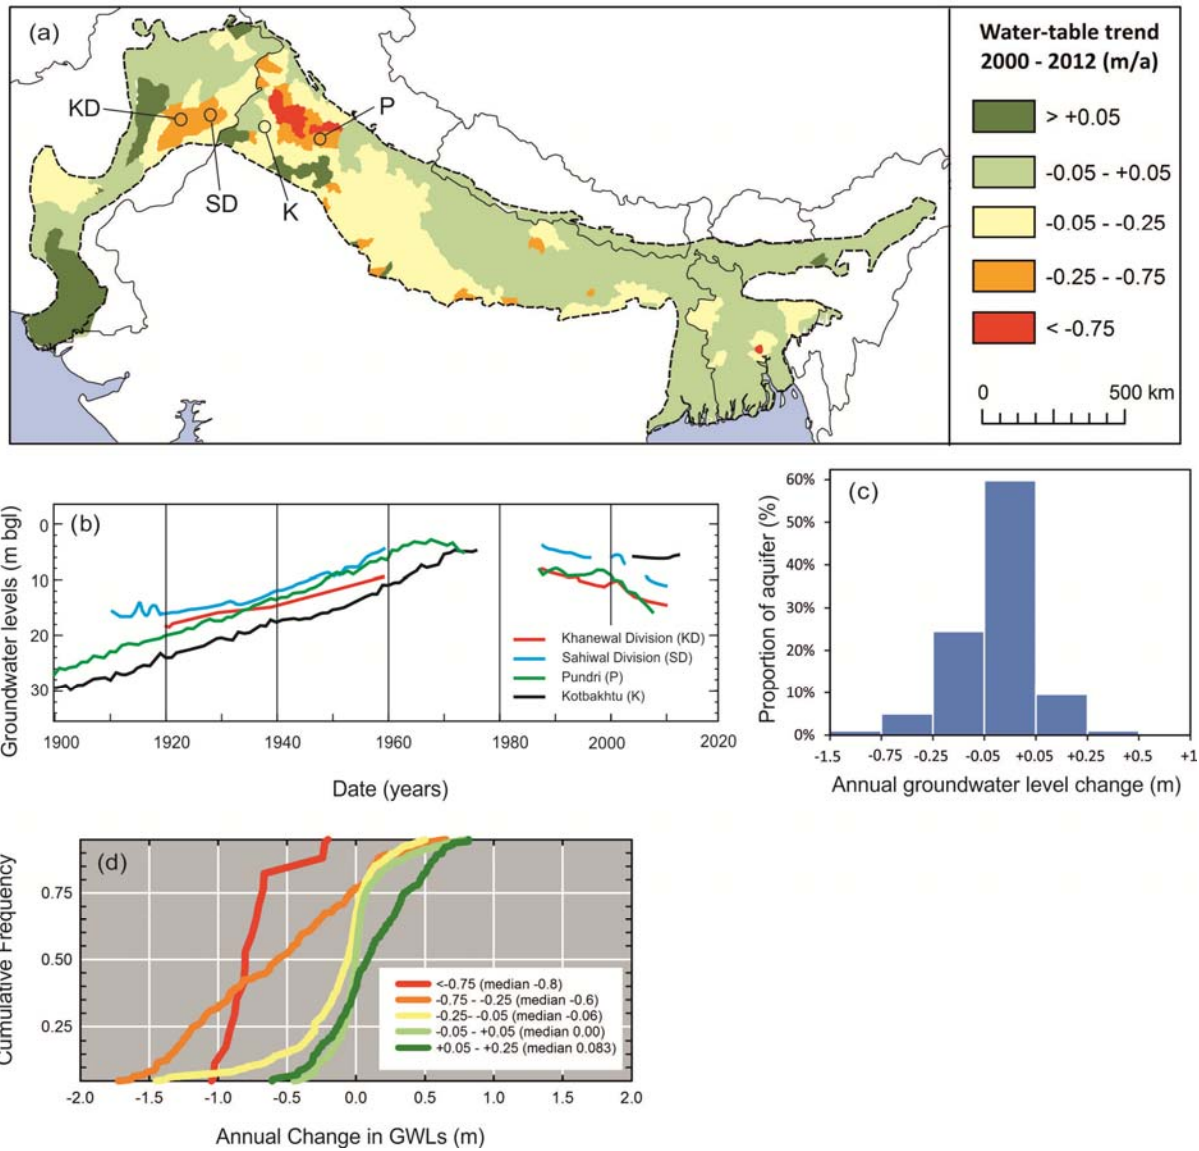 (a)
KD
SD
K
P
Water-table trend
2000 - 2012 (m/a)
> +0.05
-0.05 - +0.05
-0.05 - -0.25
-0.25 - -0.75
< -0.75
0 500 km
(b)
Groundwater levels (m bgl)
0
10
20
30
Khanewal Division (KD)
Sahiwal Division (SD)
Pundri (P)
Kotbakhtu (K)
1900 1920 1940 1960 1980 2000 2020
Date (years)
(c)
Proportion of aquifer (%)
60%
50%
40%
30%
20%
10%
0%
-1.5 -0.75 -0.25 -0.05 +0.05 +0.25 +0.5 +1
Annual groundwater level change (m)
(d)
Cumulative Frequency
0.75
0.50
0.25
<-0.75 (median -0.8)
-0.75 - -0.25 (median -0.6)
-0.25- -0.05 (median -0.06)
-0.05 - +0.05 (median 0.00)
+0.05 - +0.25 (median 0.083)
-2.0 -1.5 -1.0 -0.5 0.0 0.5 1.0 1.5 2.0
Annual Change in GWLs (m)